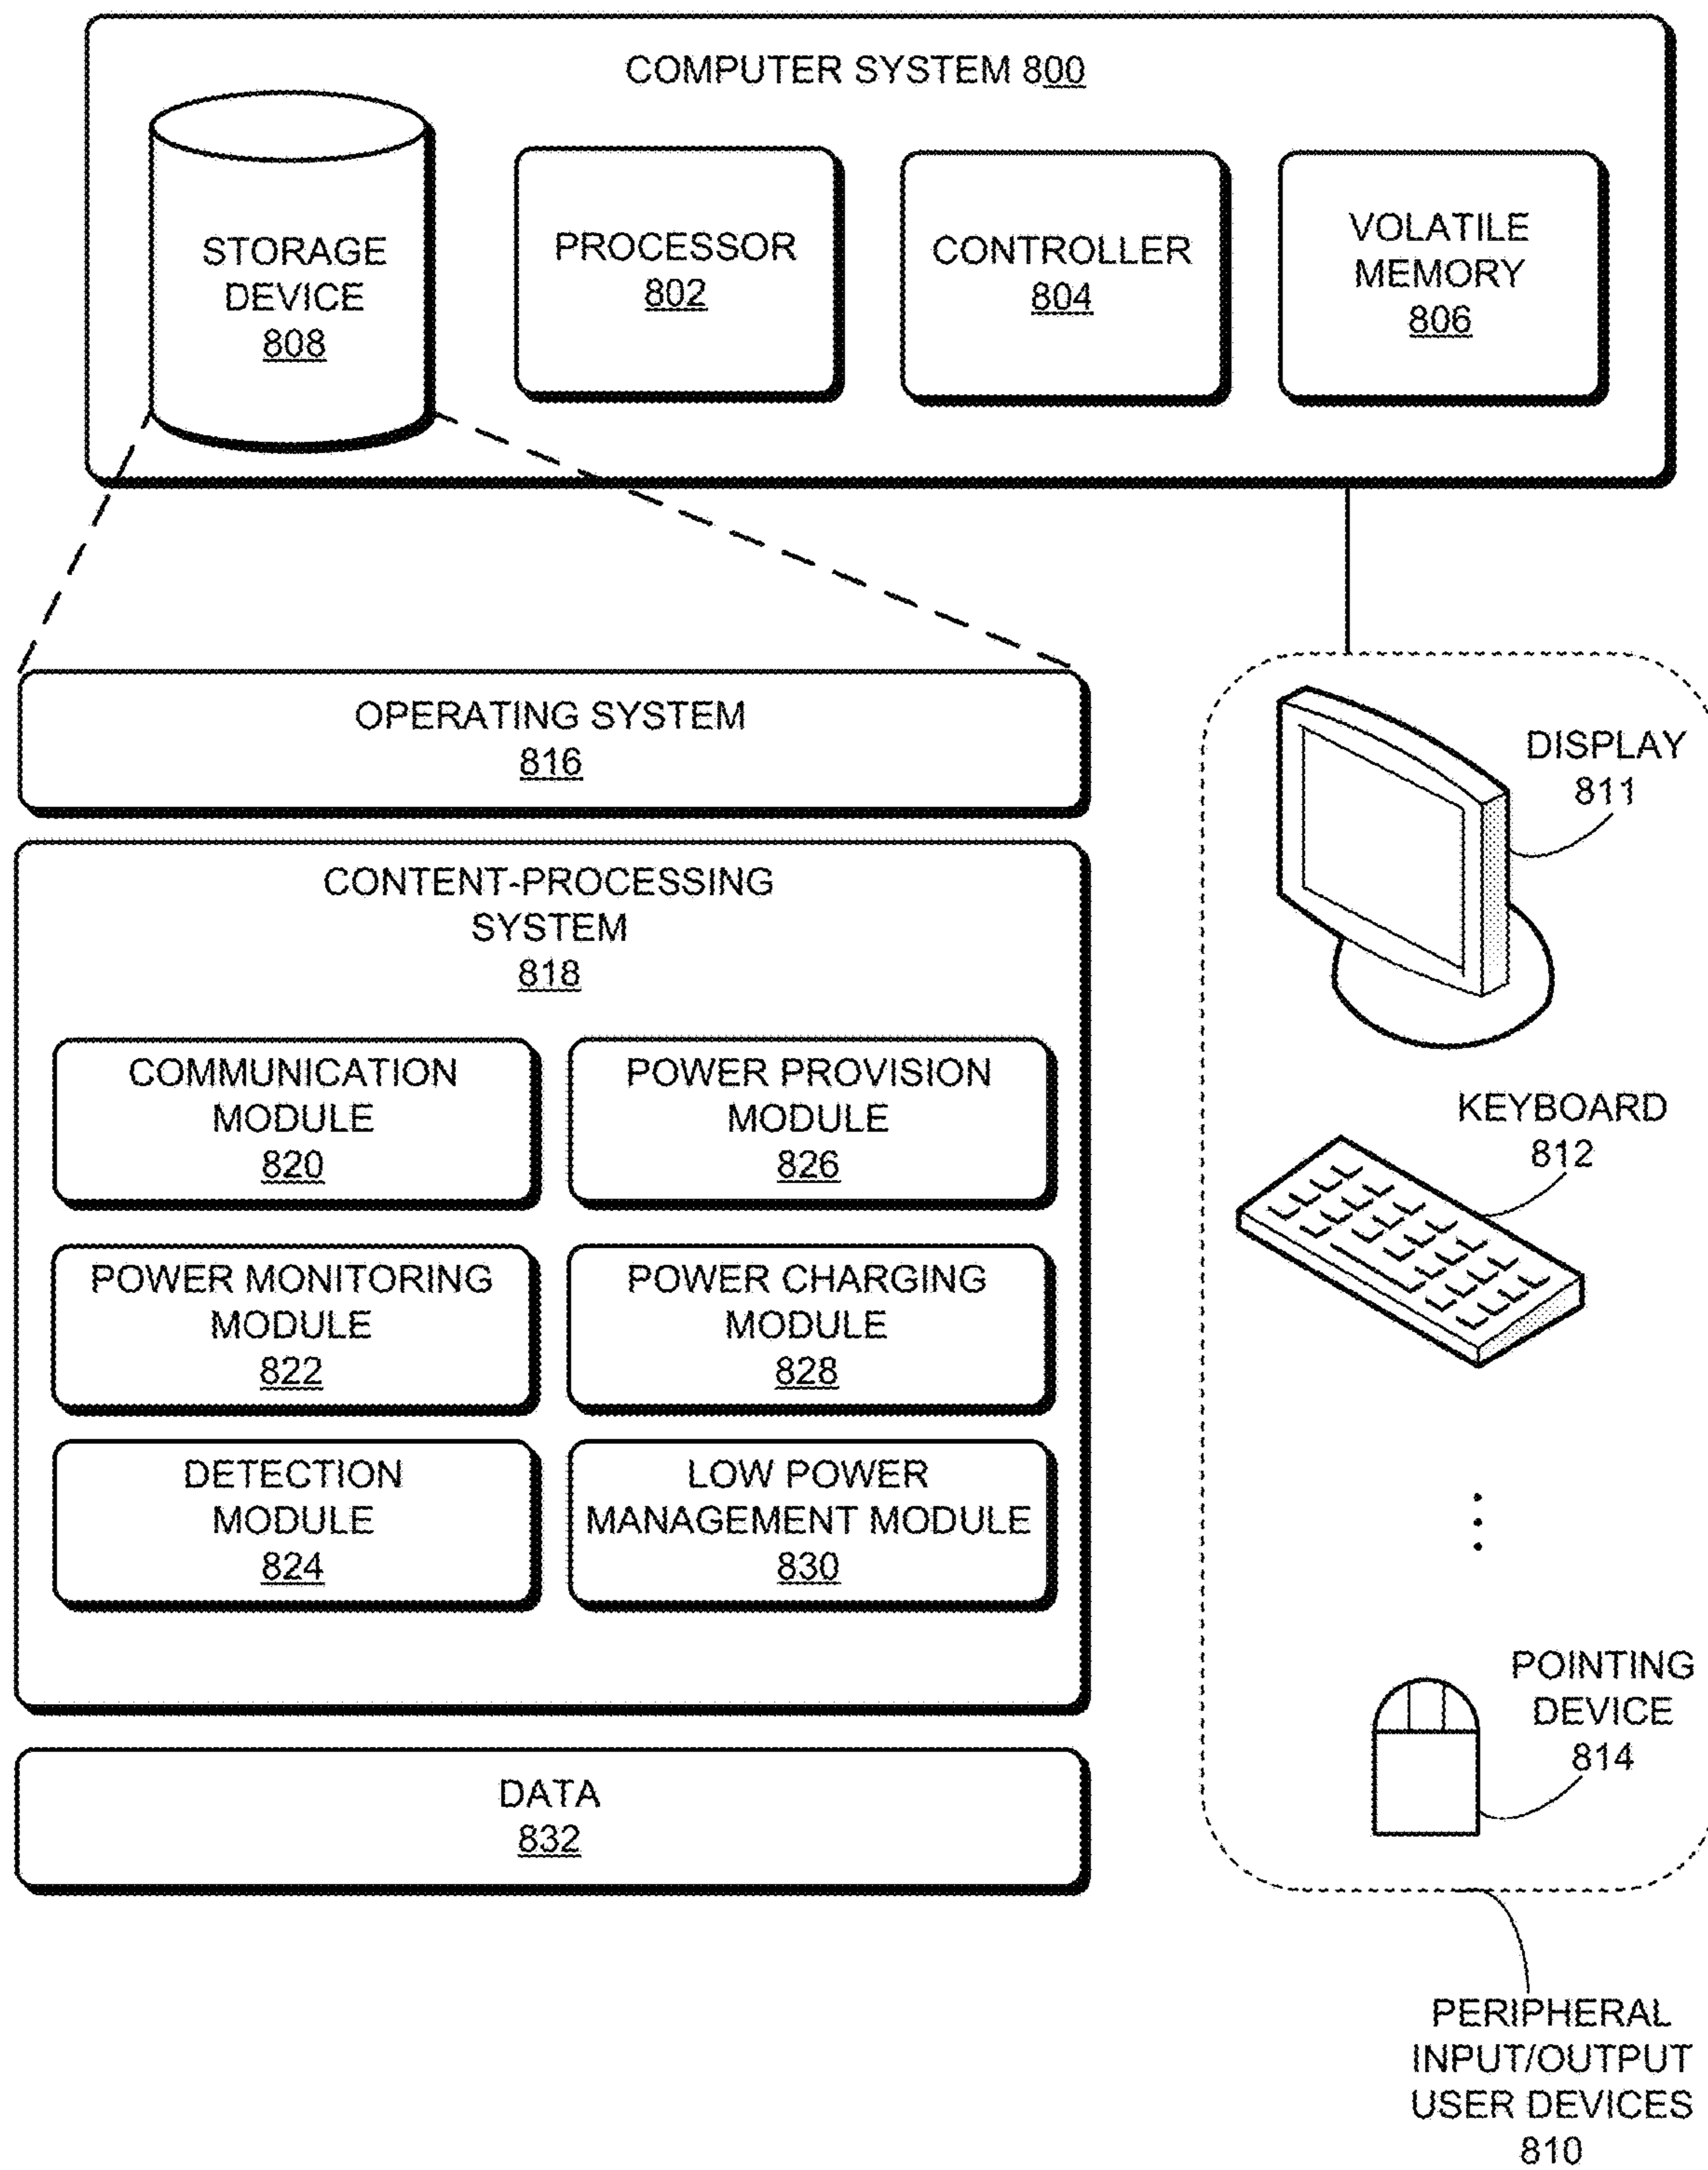 COMPUTER SYSTEM 800
STORAGE
DEVICE
808
PROCESSOR
802
CONTROLLER
804
VOLATILE
MEMORY
806
OPERATING SYSTEM
816
CONTENT-PROCESSING
SYSTEM
818
COMMUNICATION
MODULE
820
POWER PROVISION
MODULE
826
POWER MONITORING
MODULE
822
POWER CHARGING
MODULE
828
DETECTION
MODULE
824
LOW POWER
MANAGEMENT MODULE
830
DATA
832
DISPLAY
811
KEYBOARD
812
POINTING
DEVICE
814
PERIPHERAL
INPUT/OUTPUT
USER DEVICES
810